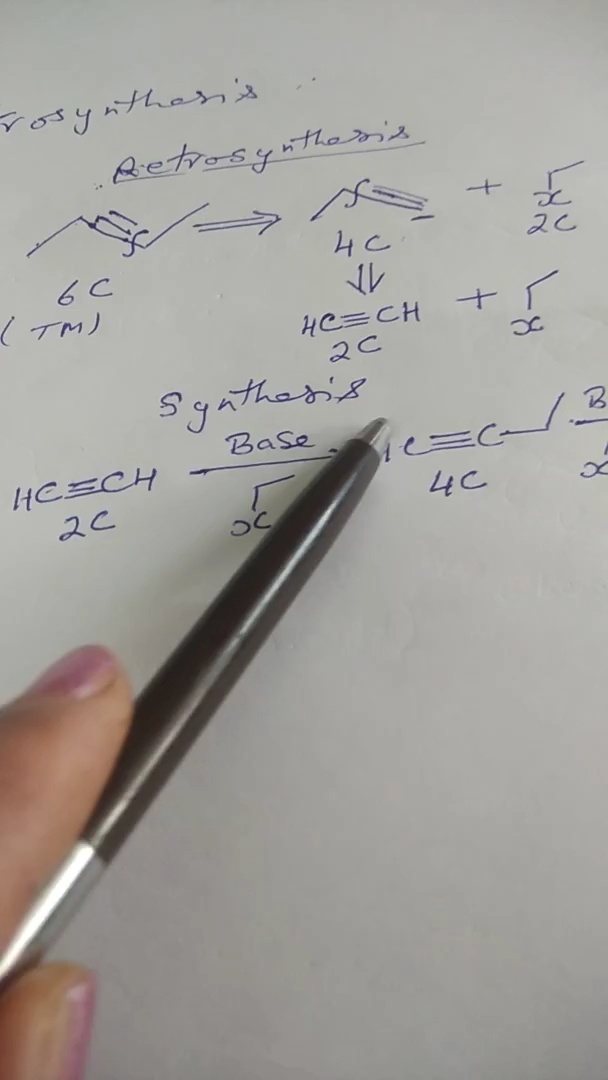 rosynthesis
Retrosynthesis
4C
x
2C
6C
(TM)
HC≡CH + x
2C
Synthesis
HC≡CH Base C≡C B
2C x 4C x